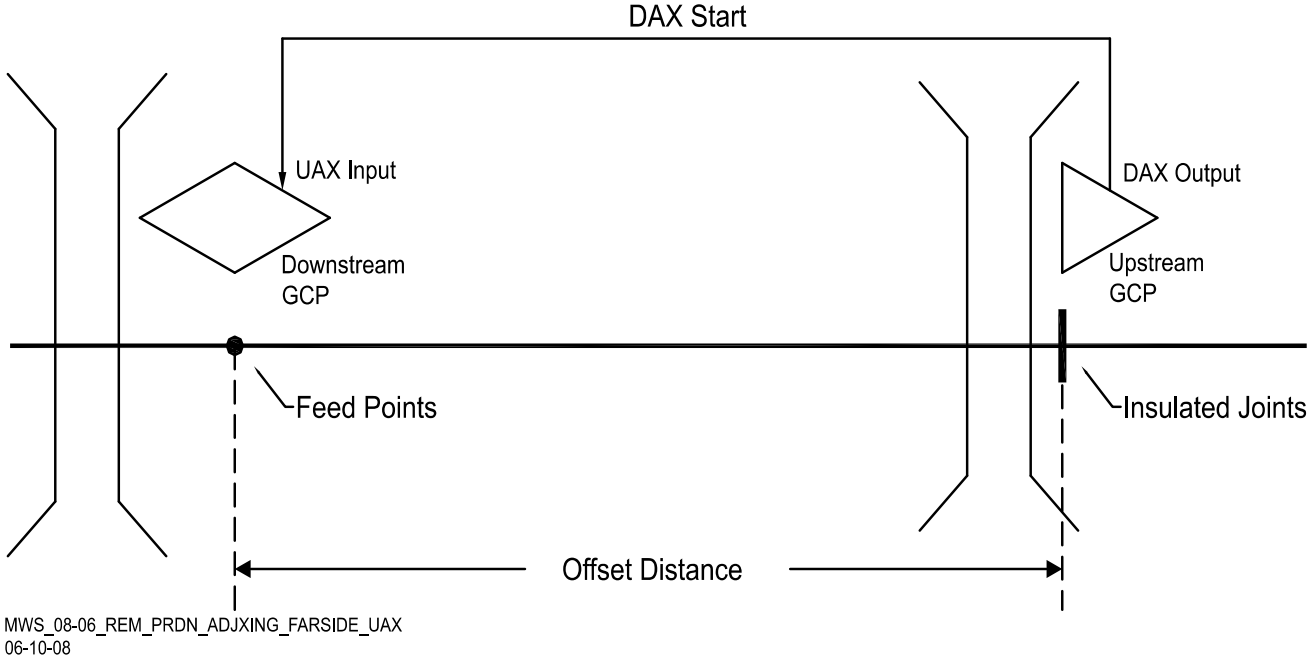 DAX Start
UAX Input
DAX Output
Downstream
GCP
Upstream
GCP
Feed Points
Insulated Joints
Offset Distance
MWS_08-06_REM_PRDN_ADJXING_FARSIDE_UAX
06-10-08